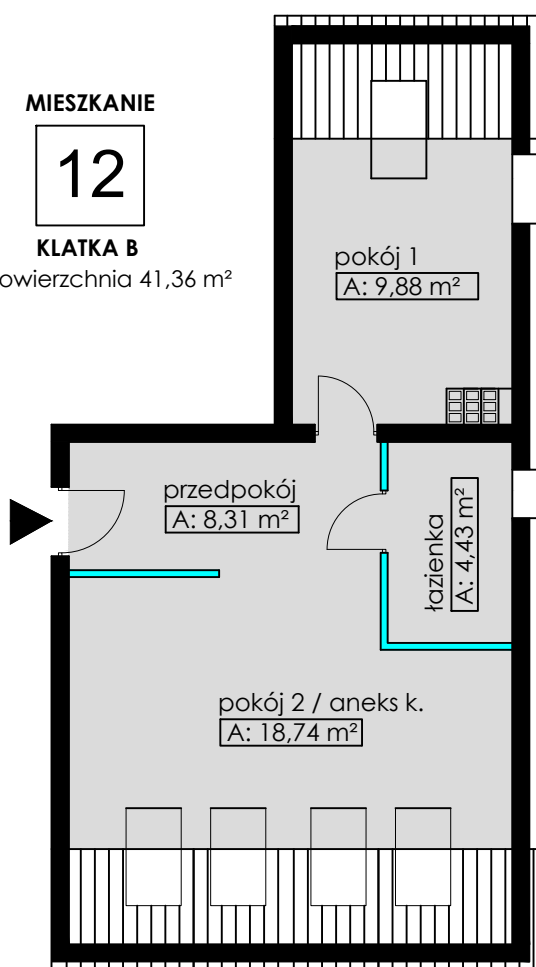 MIESZKANIE
12
KLATKA B
owierzchnia 41,36 m²
pokój 1
A: 9,88 m²
przedpokój
A: 8,31 m²
łazienka
A: 4,43 m²
pokój 2 / aneks k.
A: 18,74 m²